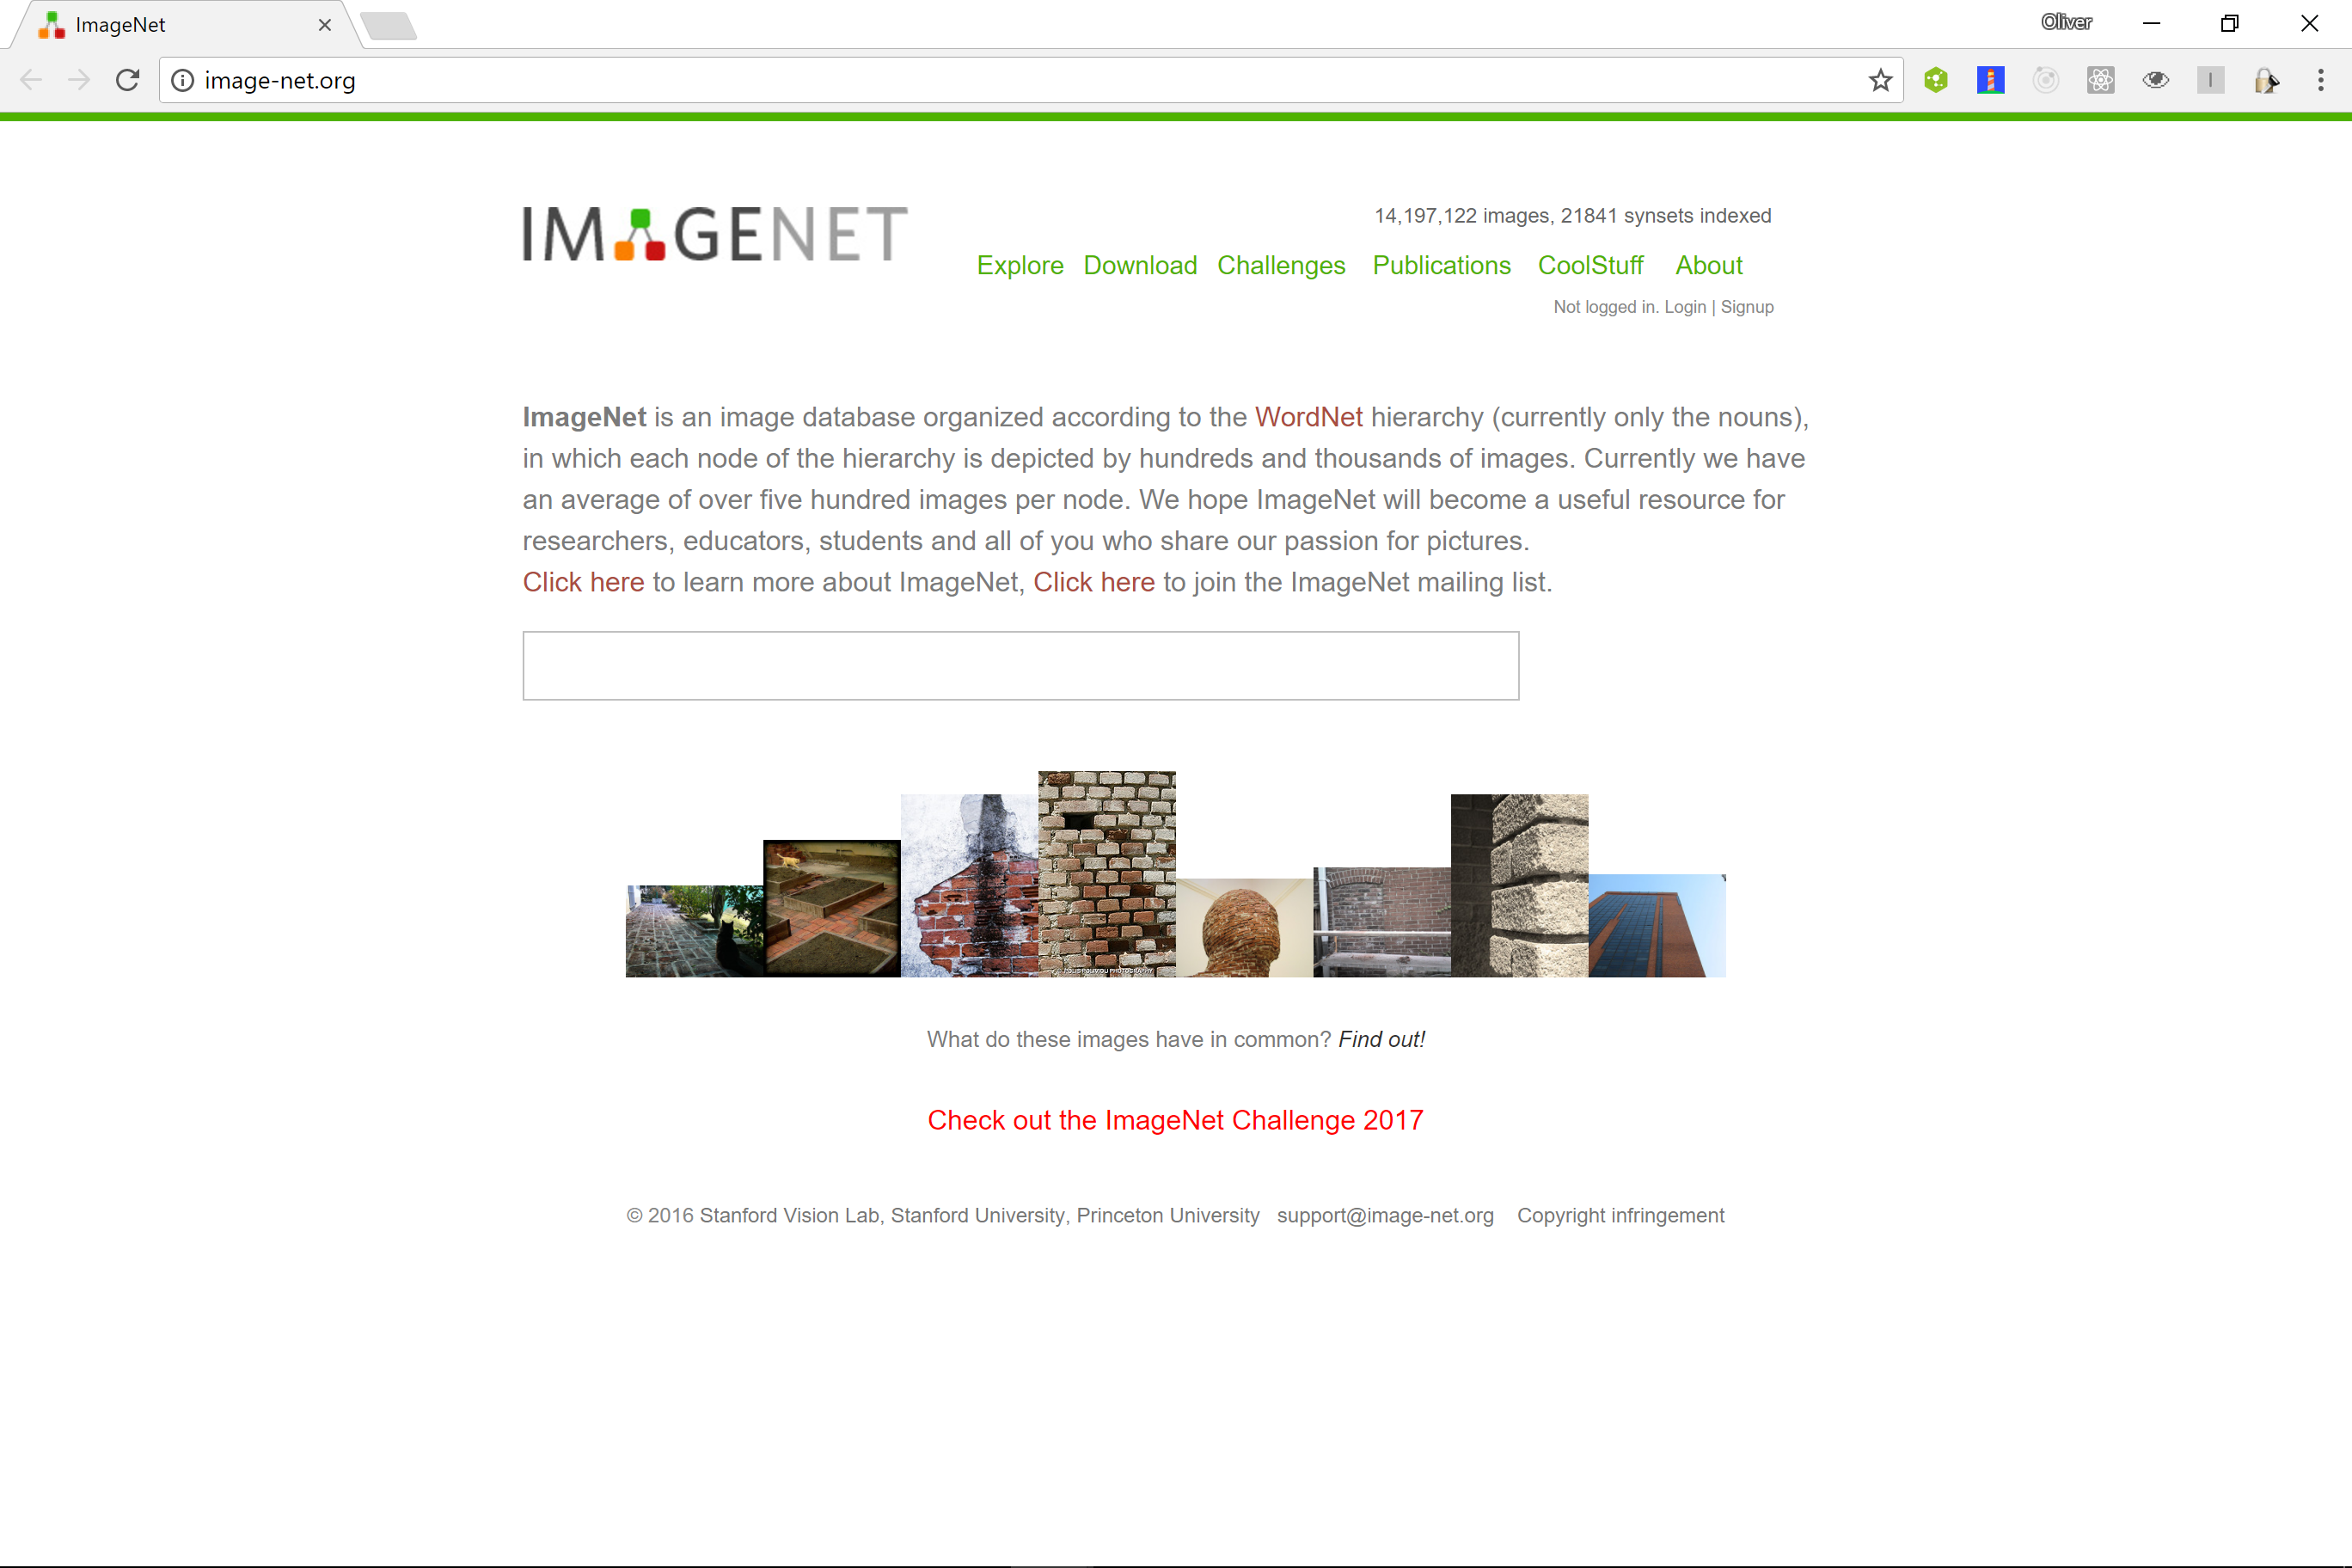 ImageNet
Oliver
image-net.org
IMAGENET
14,197,122 images, 21841 synsets indexed
Explore Download Challenges Publications CoolStuff About
Not logged in. Login | Signup
ImageNet is an image database organized according to the WordNet hierarchy (currently only the nouns),
in which each node of the hierarchy is depicted by hundreds and thousands of images. Currently we have
an average of over five hundred images per node. We hope ImageNet will become a useful resource for
researchers, educators, students and all of you who share our passion for pictures.
Click here to learn more about ImageNet, Click here to join the ImageNet mailing list.
What do these images have in common? Find out!
Check out the ImageNet Challenge 2017
© 2016 Stanford Vision Lab, Stanford University, Princeton University support@image-net.org Copyright infringement